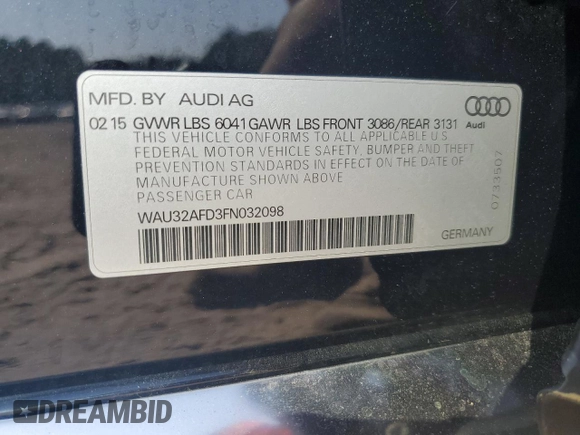 MFD. BY AUDI AG
Audi
02 15 GVWR LBS 6041 GAWR LBS FRONT 3086/REAR 3131
THIS VEHICLE CONFORMS TO ALL APPLICABLE U.S
FEDERAL MOTOR VEHICLE SAFETY, BUMPER AND THEFT
PREVENTION STANDARDS IN EFFECT ON THE DATE OF
MANUFACTURE SHOWN ABOVE
PASSENGER CAR
WAU32AFD3FN032098
GERMANY
0733507
DREAMBID